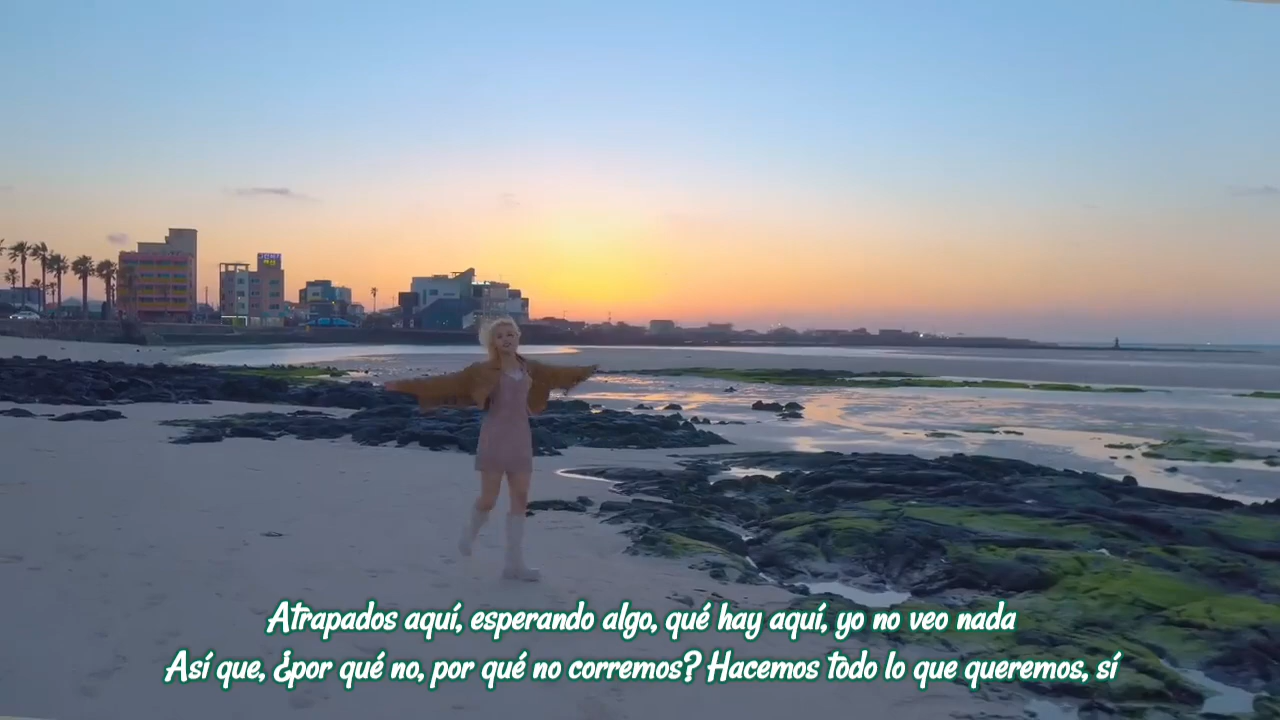 Atrapados aquí, esperando algo, qué hay aquí, yo no veo nada
Así que, ¿por qué no, por qué no corremos? Hacemos todo lo que queremos, sí